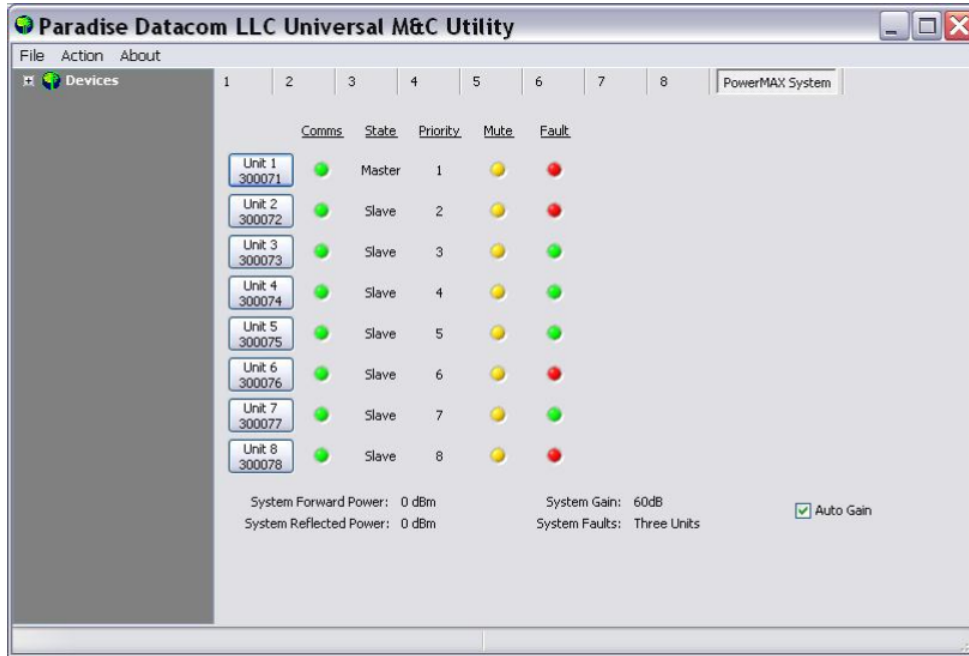 Paradise Datacom LLC Universal M&C Utility
File Action About
Devices
1 2 3 4 5 6 7 8 PowerMAX System
Comms State Priority Mute Fault
Unit 1
300071 Master 1
Unit 2
300072 Slave 2
Unit 3
300073 Slave 3
Unit 4
300074 Slave 4
Unit 5
300075 Slave 5
Unit 6
300076 Slave 6
Unit 7
300077 Slave 7
Unit 8
300078 Slave 8
System Forward Power: 0 dBm System Gain: 60dB
Auto Gain
System Reflected Power: 0 dBm System Faults: Three Units